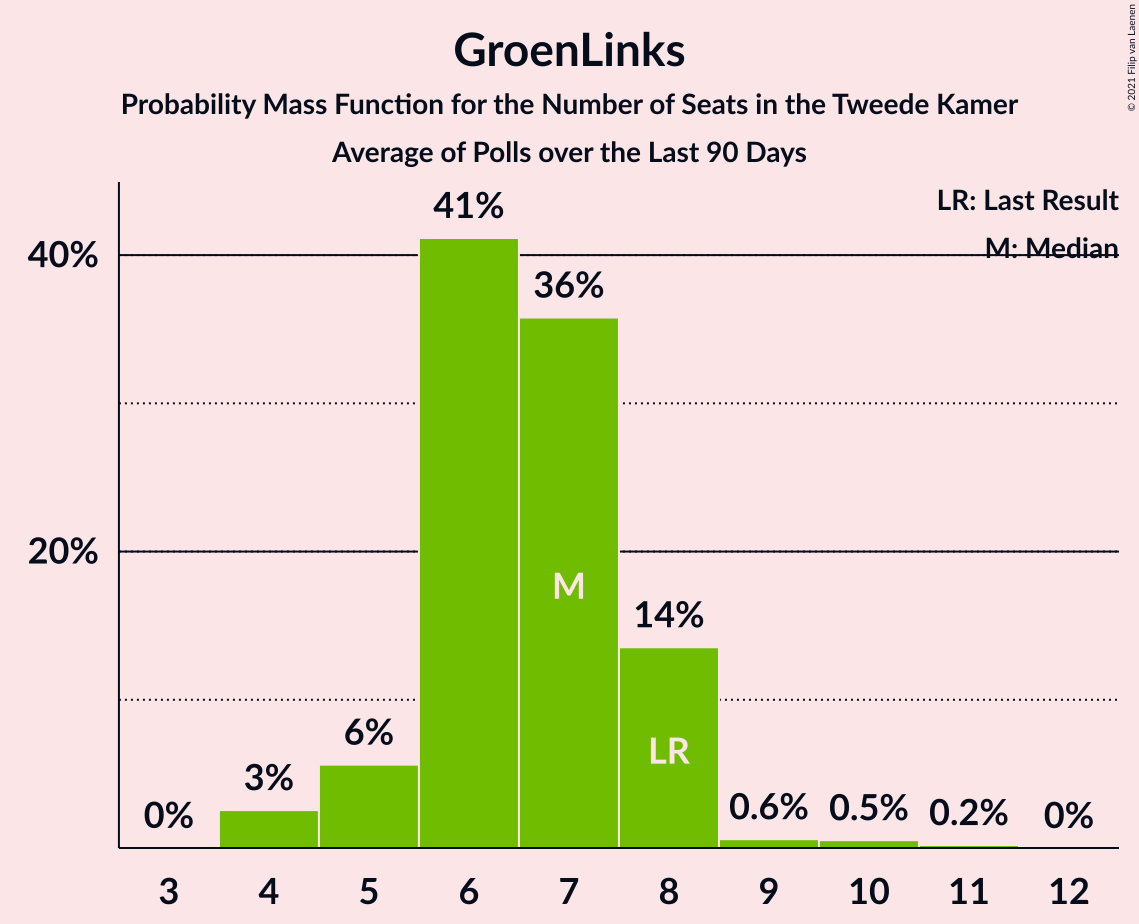 GroenLinks
Probability Mass Function for the Number of Seats in the Tweede Kamer
Average of Polls over the Last 90 Days
© 2021 Filip van Laenen
LR: Last Result
M: Median
40%
20%
0%
3%
6%
41%
36%
14%
0.6%
0.5%
0.2%
0%
M
LR
3 4 5 6 7 8 9 10 11 12